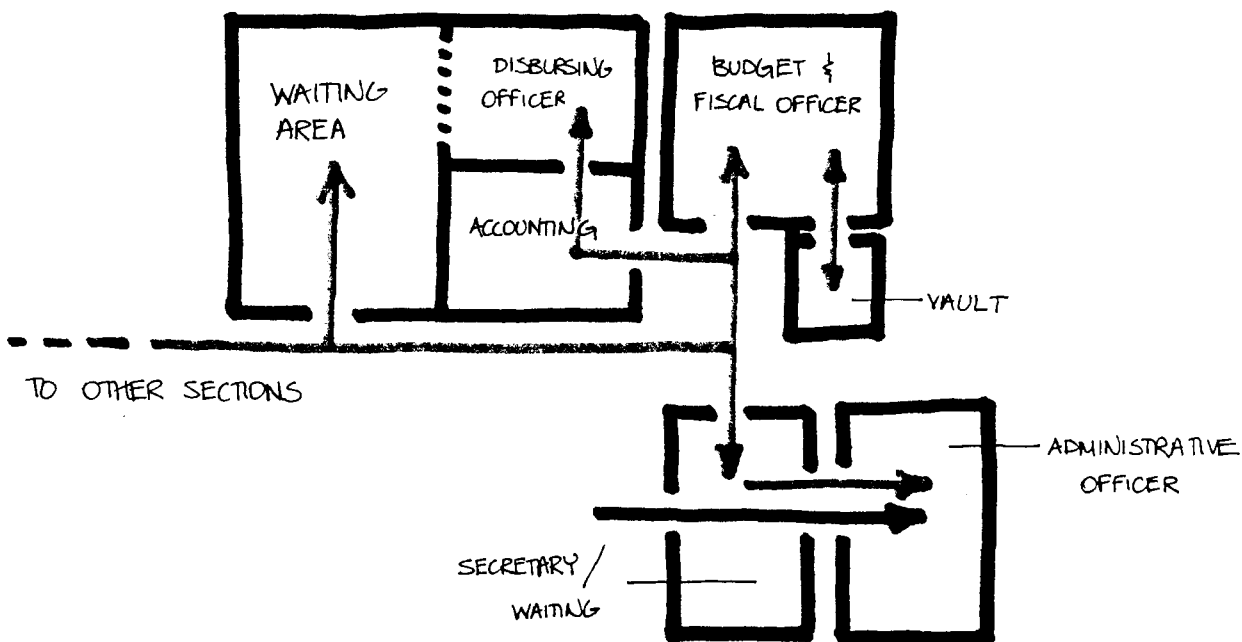 WAITING
AREA
DISBURSING
OFFICER
BUDGET &
FISCAL OFFICER
ACCOUNTING
VAULT
TO OTHER SECTIONS
ADMINISTRATIVE
OFFICER
SECRETARY /
WAITING